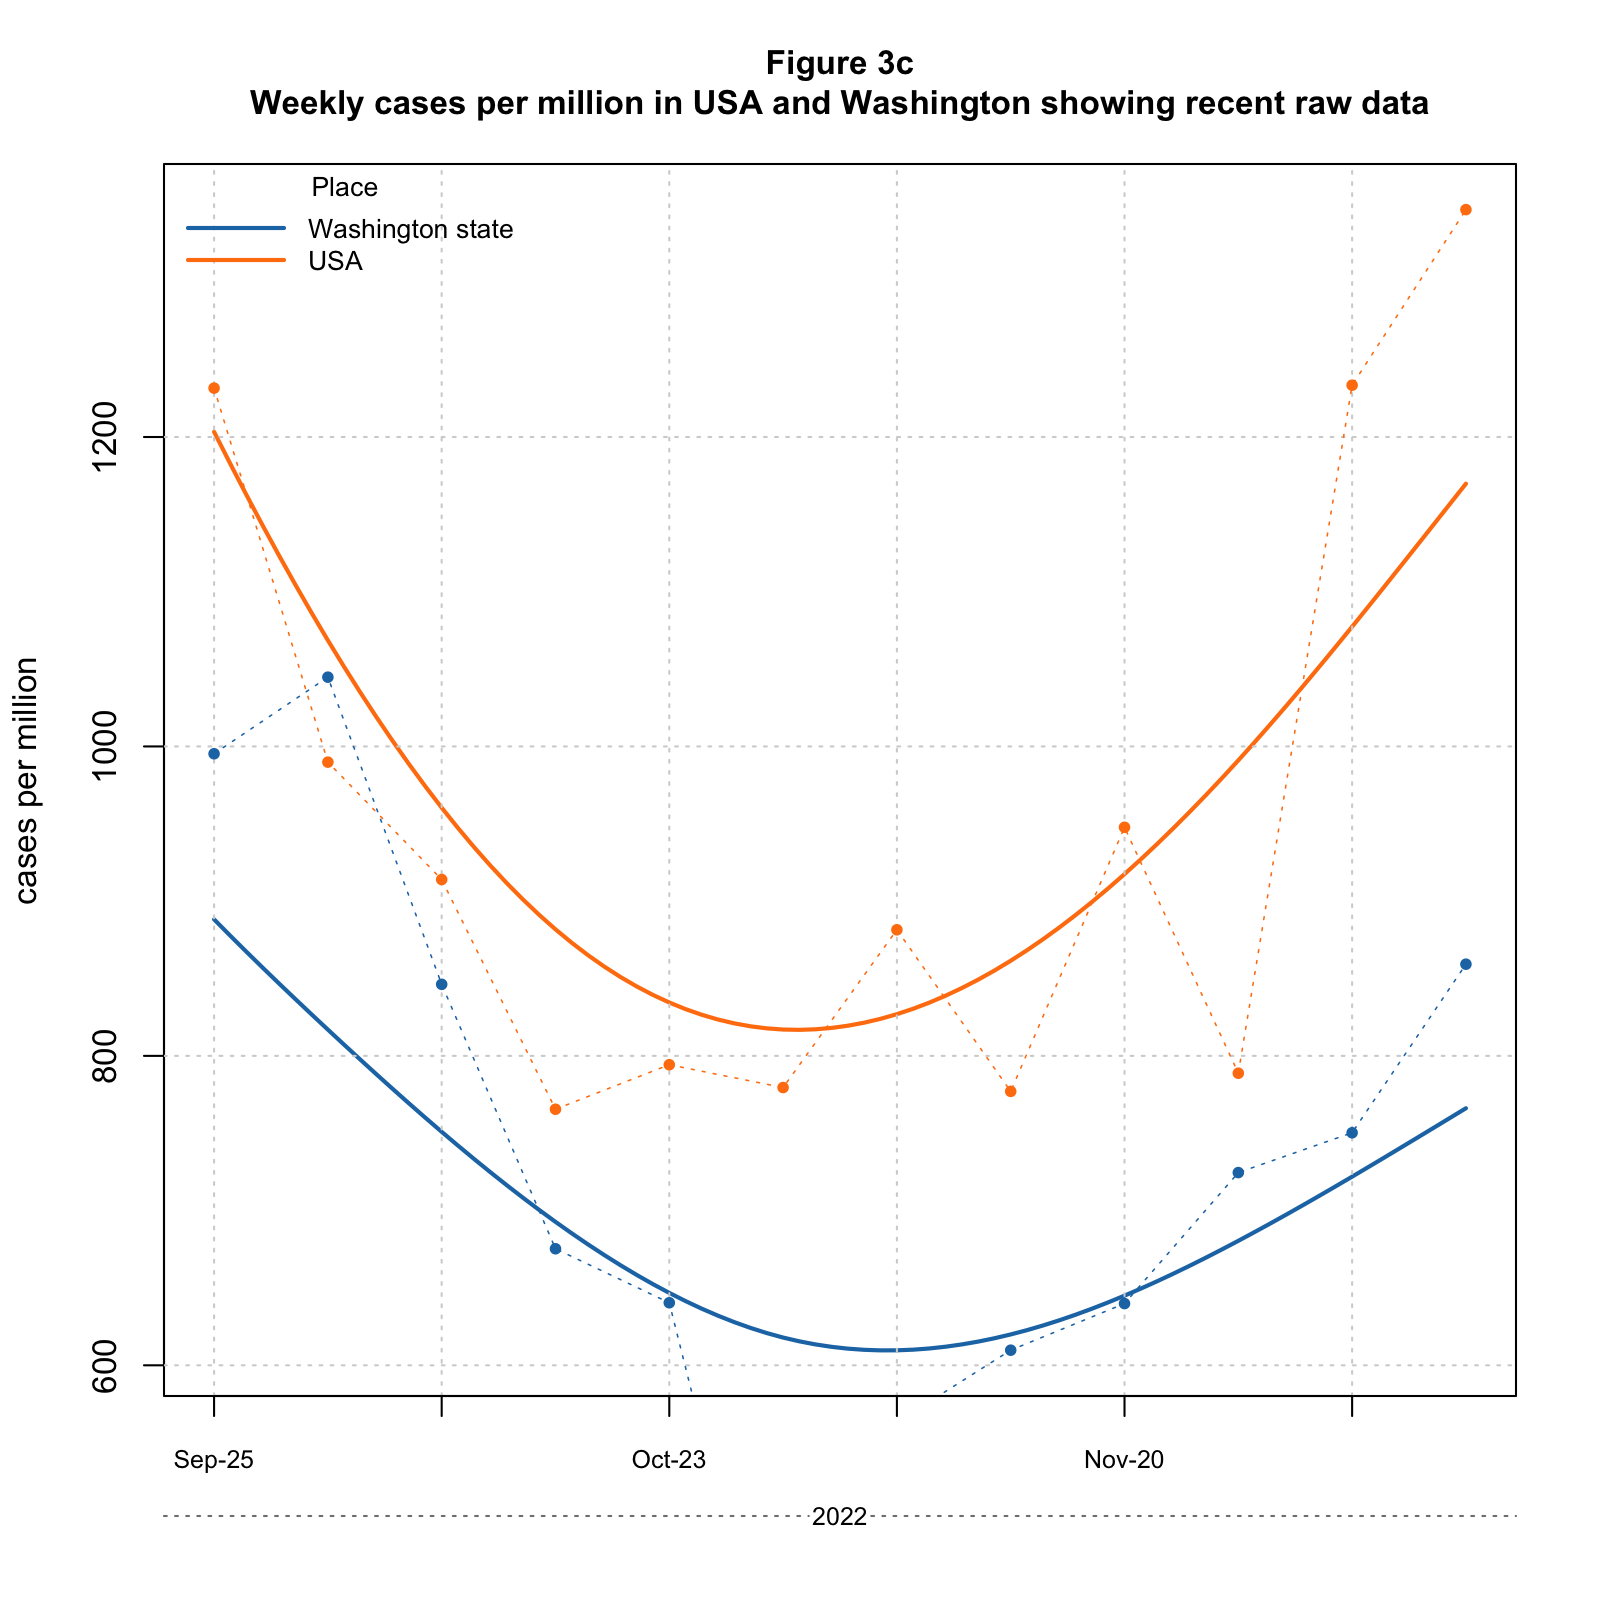 Figure 3c
Weekly cases per million in USA and Washington showing recent raw data
Place
Washington state
USA
cases per million
1200
1000
800
600
Sep-25
Oct-23
Nov-20
2022